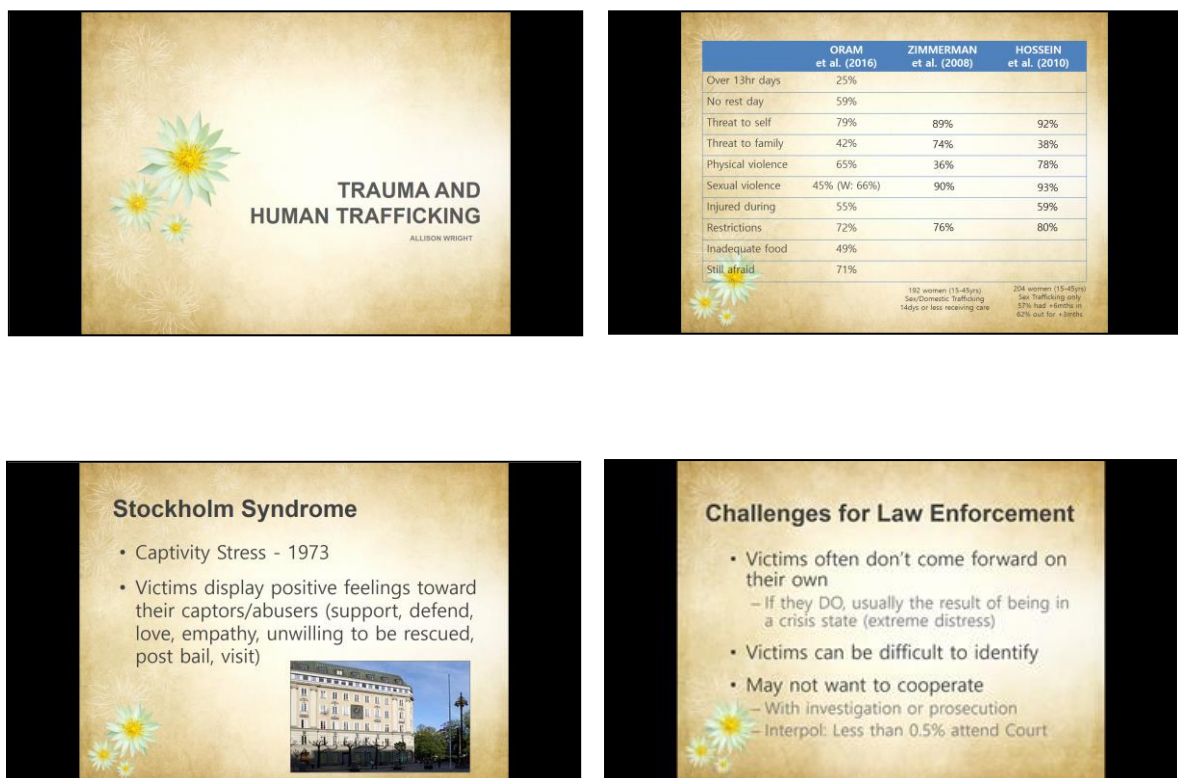 TRAUMA AND
HUMAN TRAFFICKING
ALLISON WRIGHT
ORAM et al. (2016) ZIMMERMAN et al. (2008) HOSSEIN et al. (2010)
Over 13hr days 25%
No rest day 59%
Threat to self 79% 89% 92%
Threat to family 42% 74% 38%
Physical violence 65% 36% 78%
Sexual violence 45% (W: 66%) 90% 93%
Injured during 55% 59%
Restrictions 72% 76% 80%
Inadequate food 49%
Still afraid 71%
192 women (15-45yrs)
Sex/Domestic Trafficking
14dys or less receiving care
204 women (15-45yrs)
Sex Trafficking only
57% had +6mths in
62% out for +3mths
Stockholm Syndrome
• Captivity Stress - 1973
• Victims display positive feelings toward
their captors/abusers (support, defend,
love, empathy, unwilling to be rescued,
post bail, visit)
Challenges for Law Enforcement
• Victims often don't come forward on
their own
– If they DO, usually the result of being in
a crisis state (extreme distress)
• Victims can be difficult to identify
• May not want to cooperate
– With investigation or prosecution
– Interpol: Less than 0.5% attend Court